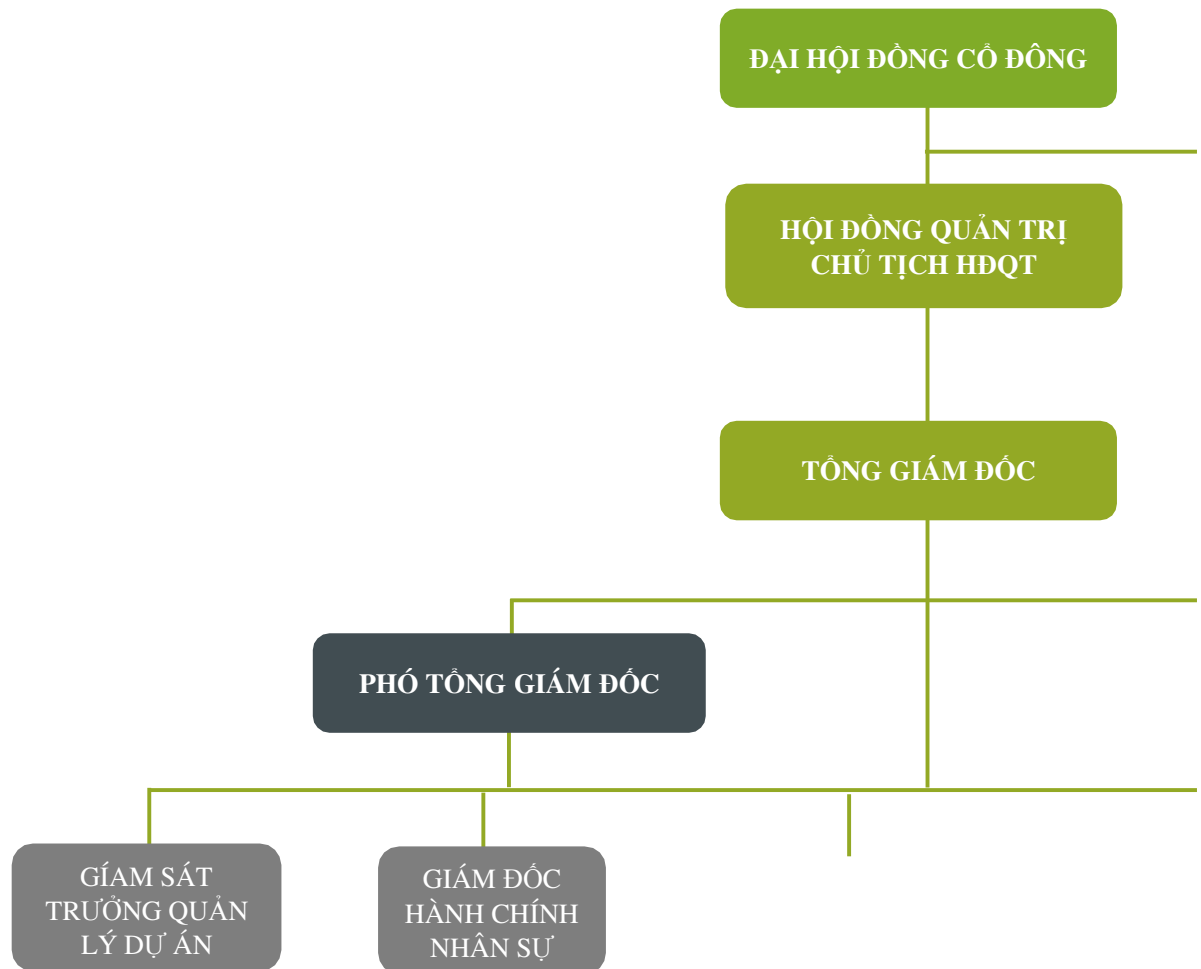 ĐẠI HỘI ĐỒNG CỔ ĐÔNG
HỘI ĐỒNG QUẢN TRỊ
CHỦ TỊCH HĐQT
TỔNG GIÁM ĐỐC
PHÓ TỔNG GIÁM ĐỐC
GÍAM SÁT
TRƯỞNG QUẢN
LÝ DỰ ÁN
GIÁM ĐỐC
HÀNH CHÍNH
NHÂN SỰ